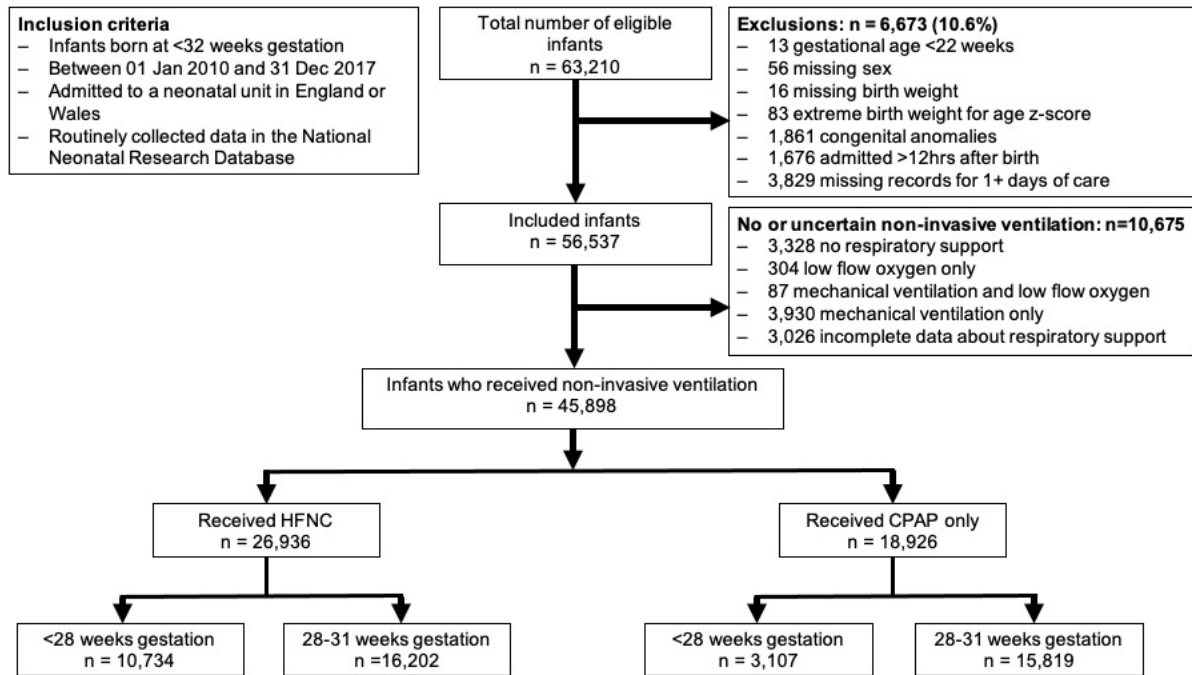 Inclusion criteria
– Infants born at <32 weeks gestation
– Between 01 Jan 2010 and 31 Dec 2017
– Admitted to a neonatal unit in England or
Wales
– Routinely collected data in the National
Neonatal Research Database
Total number of eligible
infants
n = 63,210
Exclusions: n = 6,673 (10.6%)
– 13 gestational age <22 weeks
– 56 missing sex
– 16 missing birth weight
– 83 extreme birth weight for age z-score
– 1,861 congenital anomalies
– 1,676 admitted >12hrs after birth
– 3,829 missing records for 1+ days of care
Included infants
n = 56,537
No or uncertain non-invasive ventilation: n=10,675
– 3,328 no respiratory support
– 304 low flow oxygen only
– 87 mechanical ventilation and low flow oxygen
– 3,930 mechanical ventilation only
– 3,026 incomplete data about respiratory support
Infants who received non-invasive ventilation
n = 45,898
Received HFNC
n = 26,936
Received CPAP only
n = 18,926
<28 weeks gestation
n = 10,734
28-31 weeks gestation
n =16,202
<28 weeks gestation
n = 3,107
28-31 weeks gestation
n = 15,819